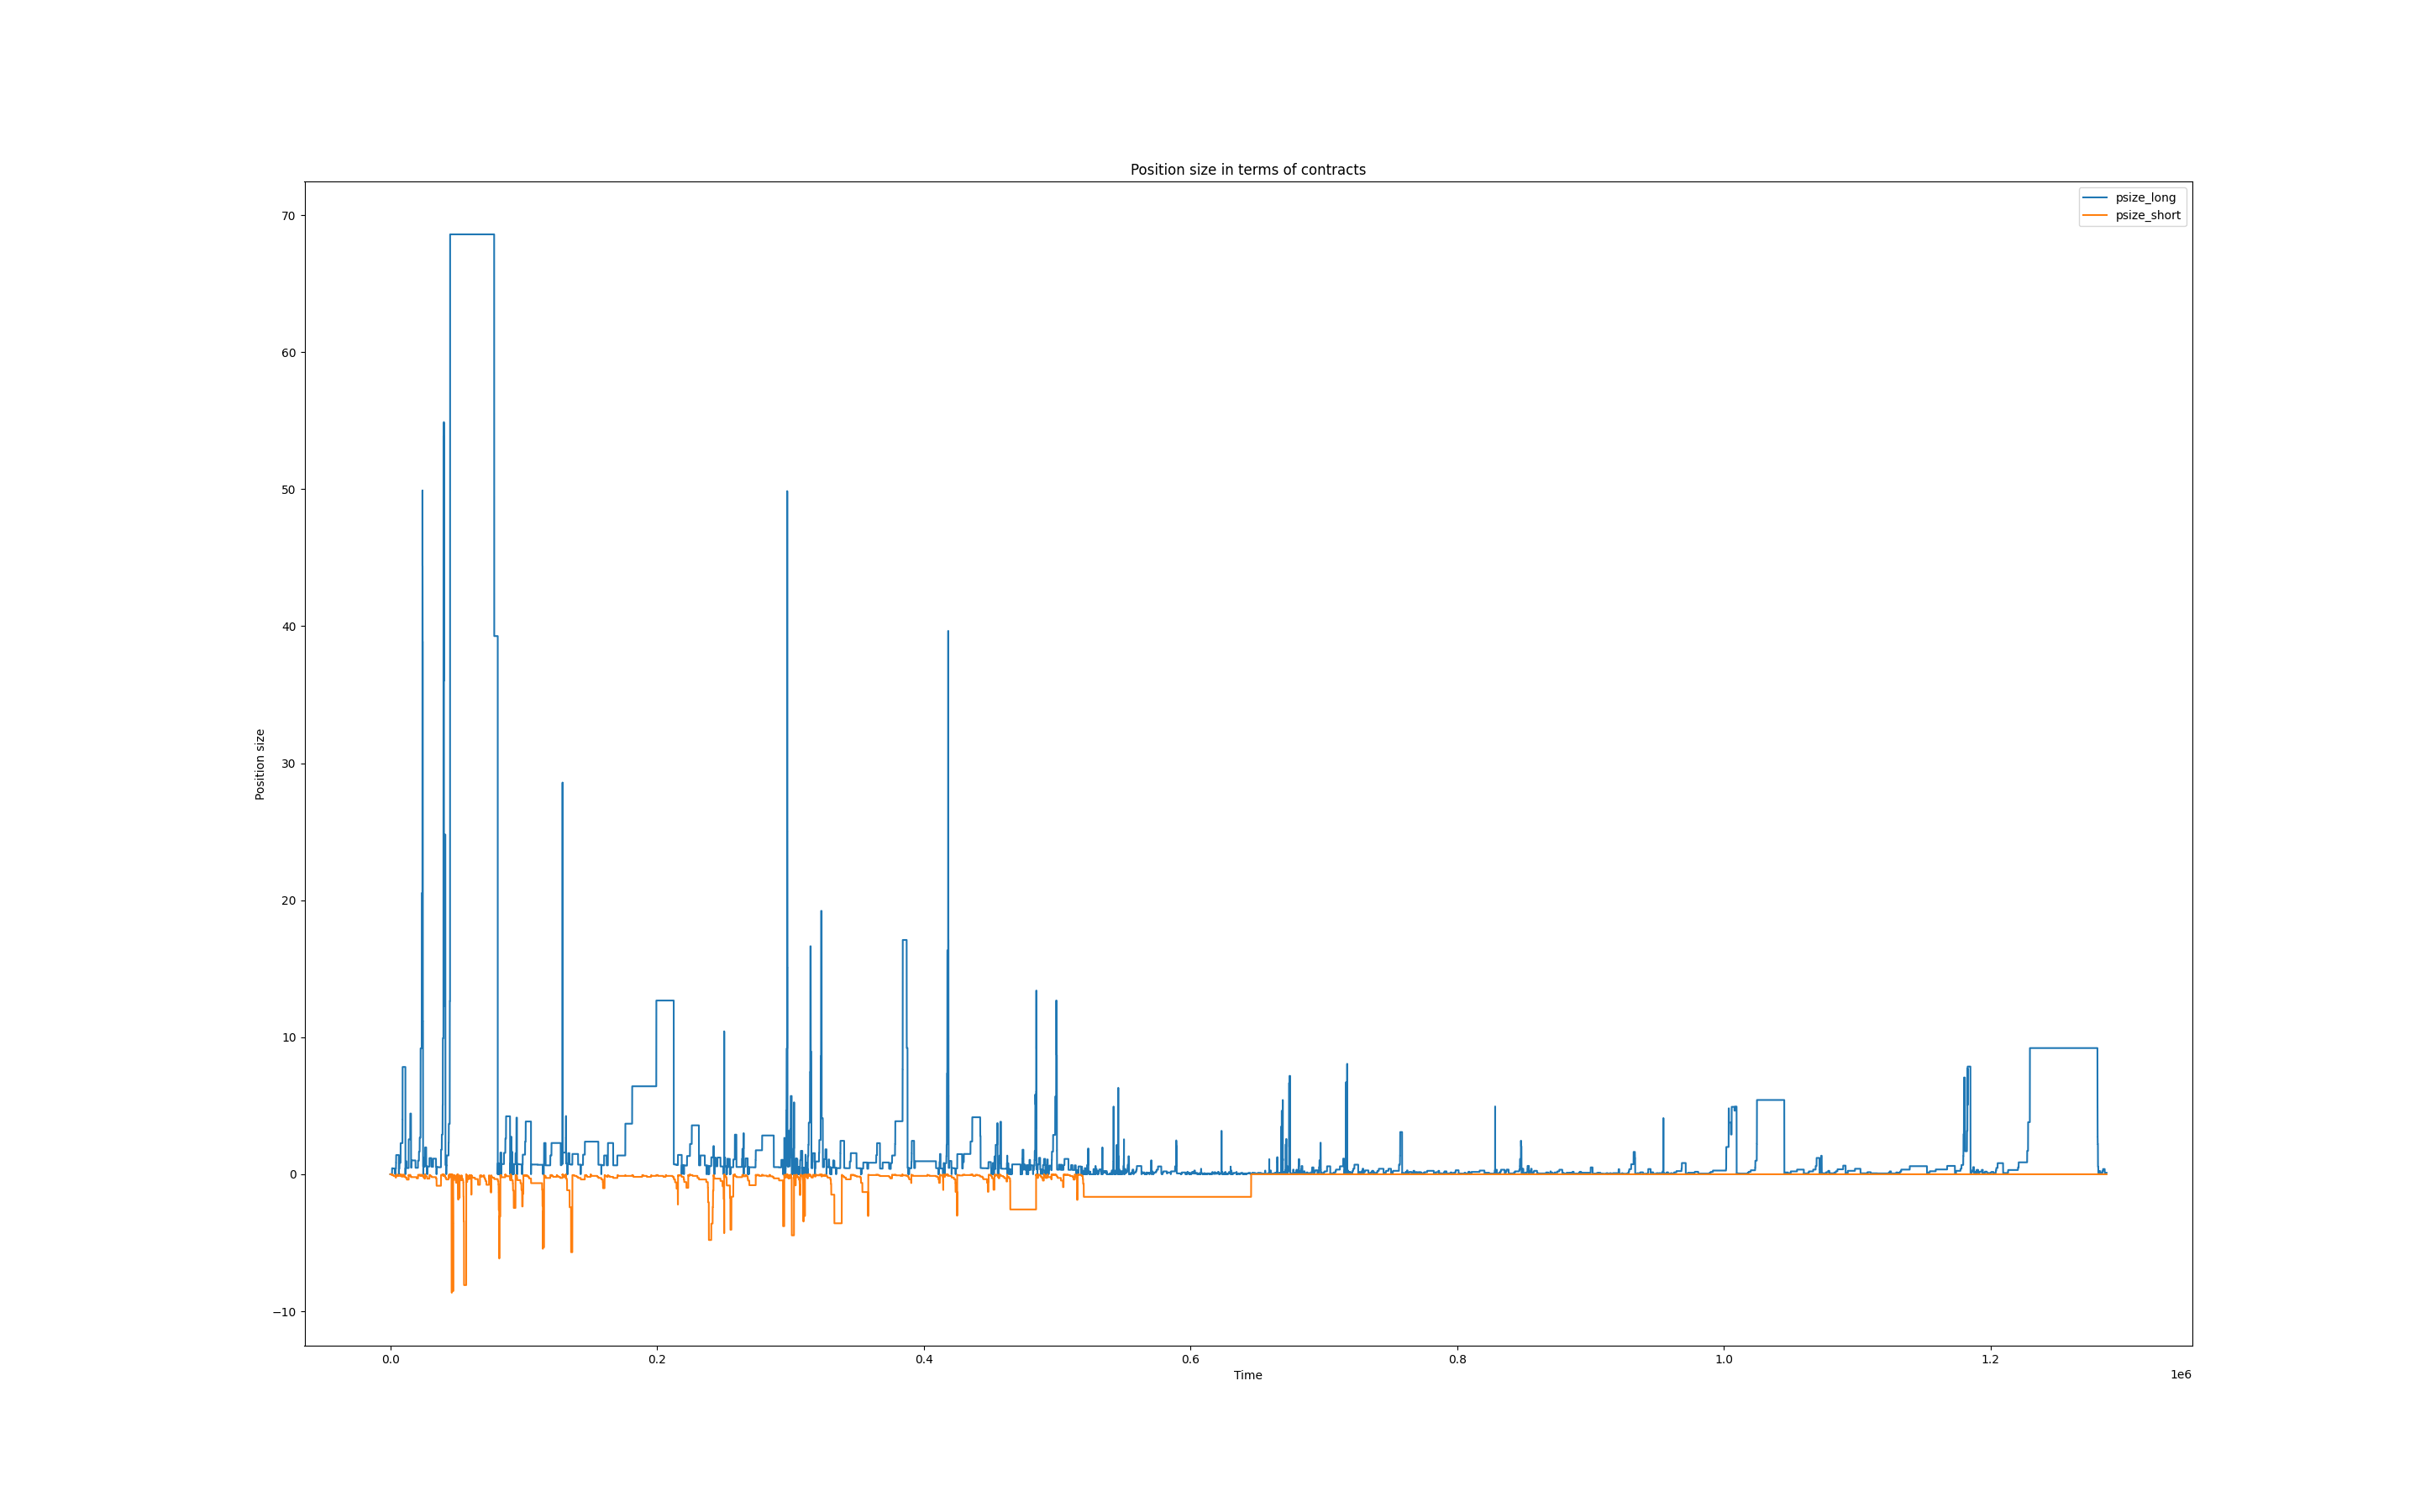 Position size in terms of contracts
psize_long
psize_short
70
60
50
40
30
20
10
0
−10
Position size
0.0 0.2 0.4 0.6 0.8 1.0 1.2
Time
1e6